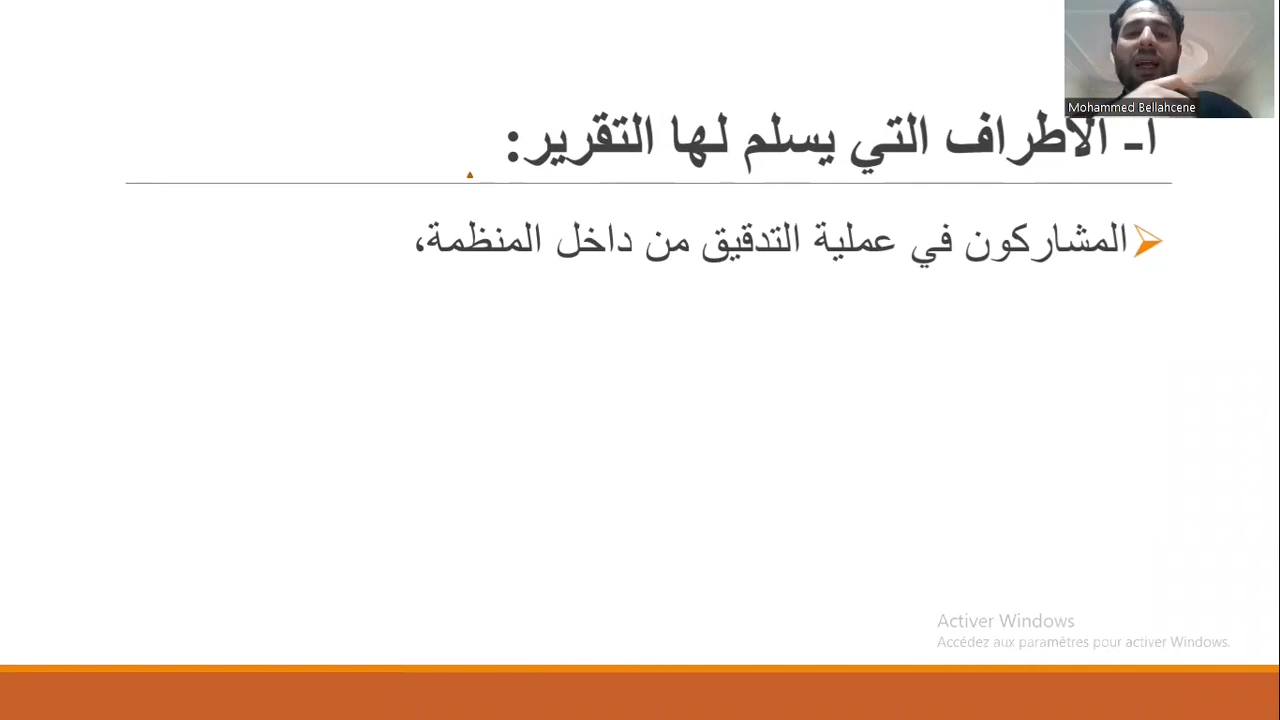 Mohammed Bellahcene
أ- الأطراف التي يسلم لها التقرير:
المشاركون في عملية التدقيق من داخل المنظمة،
Activer Windows
Accédez aux paramètres pour activer Windows.